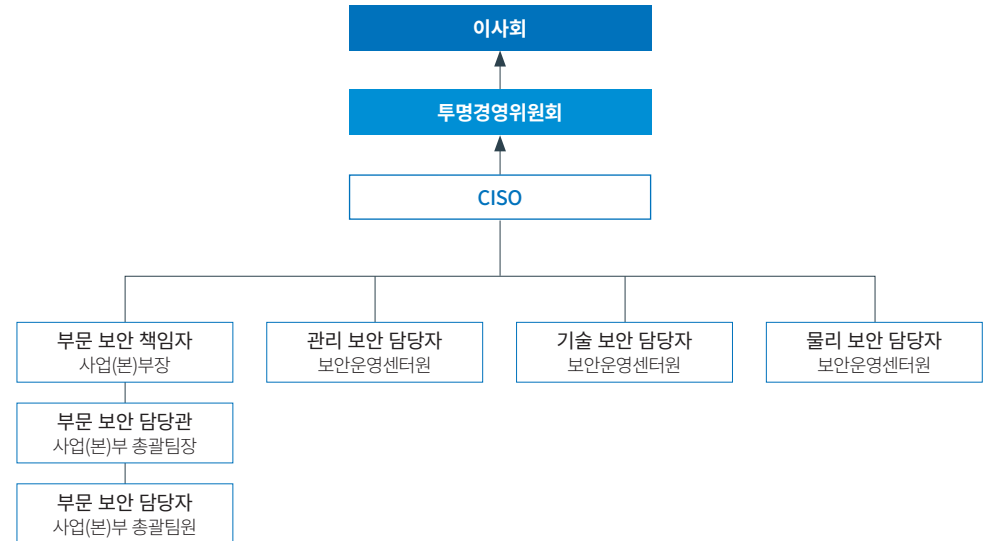 이사회
투명경영위원회
CISO
부문 보안 책임자
사업(본)부장
관리 보안 담당자
보안운영센터원
기술 보안 담당자
보안운영센터원
물리 보안 담당자
보안운영센터원
부문 보안 담당관
사업(본)부 총괄팀장
부문 보안 담당자
사업(본)부 총괄팀원